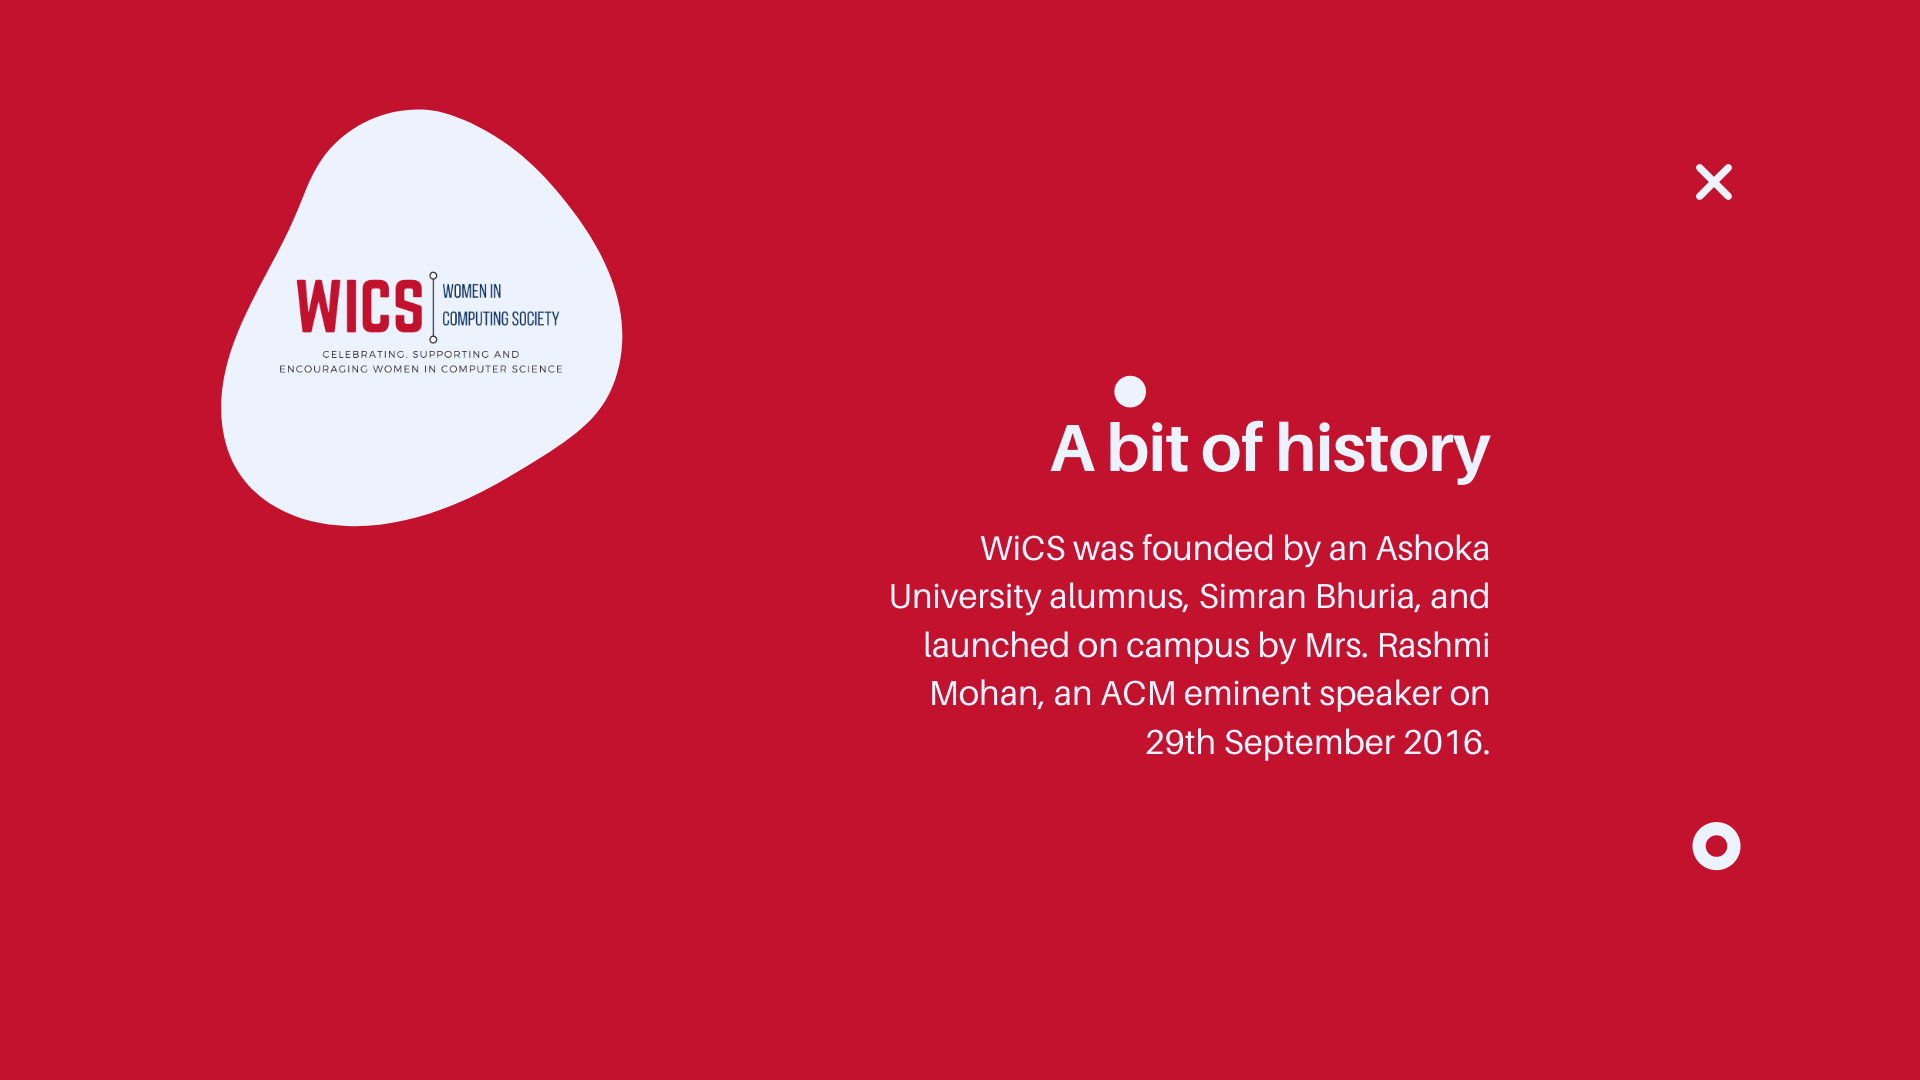 WICS
WOMEN IN
COMPUTING SOCIETY
CELEBRATING, SUPPORTING AND
ENCOURAGING WOMEN IN COMPUTER SCIENCE
A bit of history
WiCS was founded by an Ashoka
University alumnus, Simran Bhuria, and
launched on campus by Mrs. Rashmi
Mohan, an ACM eminent speaker on
29th September 2016.